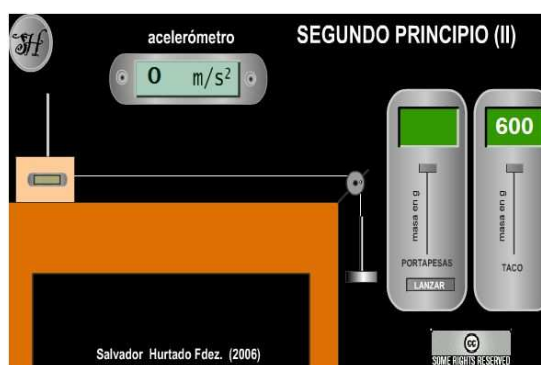 SH
acelerómetro
SEGUNDO PRINCIPIO (II)
0 m/s²
600
masa en g
masa en g
PORTAPESAS
TACO
LANZAR
cc
SOME RIGHTS RESERVED
Salvador Hurtado Fdez. (2006)